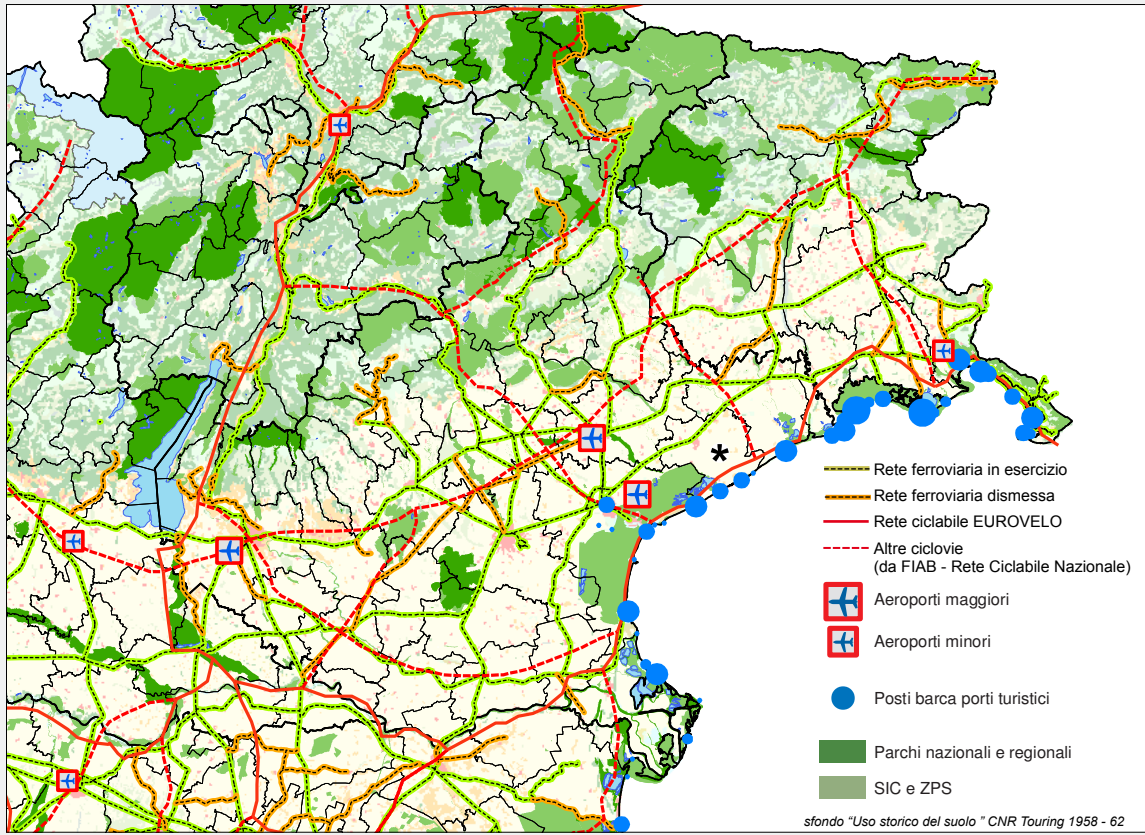 *
Rete ferroviaria in esercizio
Rete ferroviaria dismessa
Rete ciclabile EUROVELO
Altre ciclovie
(da FIAB - Rete Ciclabile Nazionale)
Aeroporti maggiori
Aeroporti minori
Posti barca porti turistici
Parchi nazionali e regionali
SIC e ZPS
sfondo "Uso storico del suolo " CNR Touring 1958 - 62